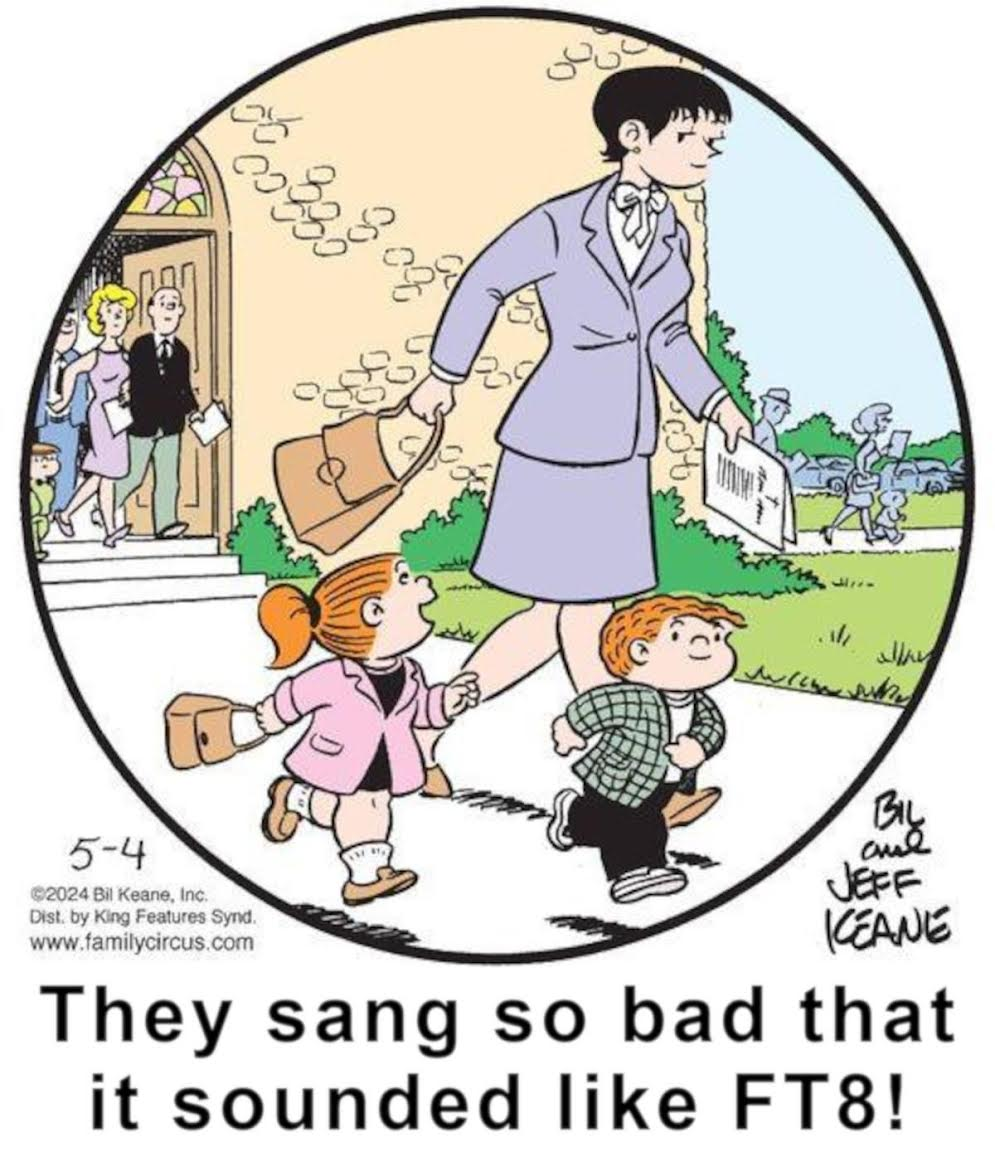 5-4
©2024 Bil Keane, Inc.
Dist. by King Features Synd.
www.familycircus.com
BIL
and
JEFF
KEANE
They sang so bad that
it sounded like FT8!